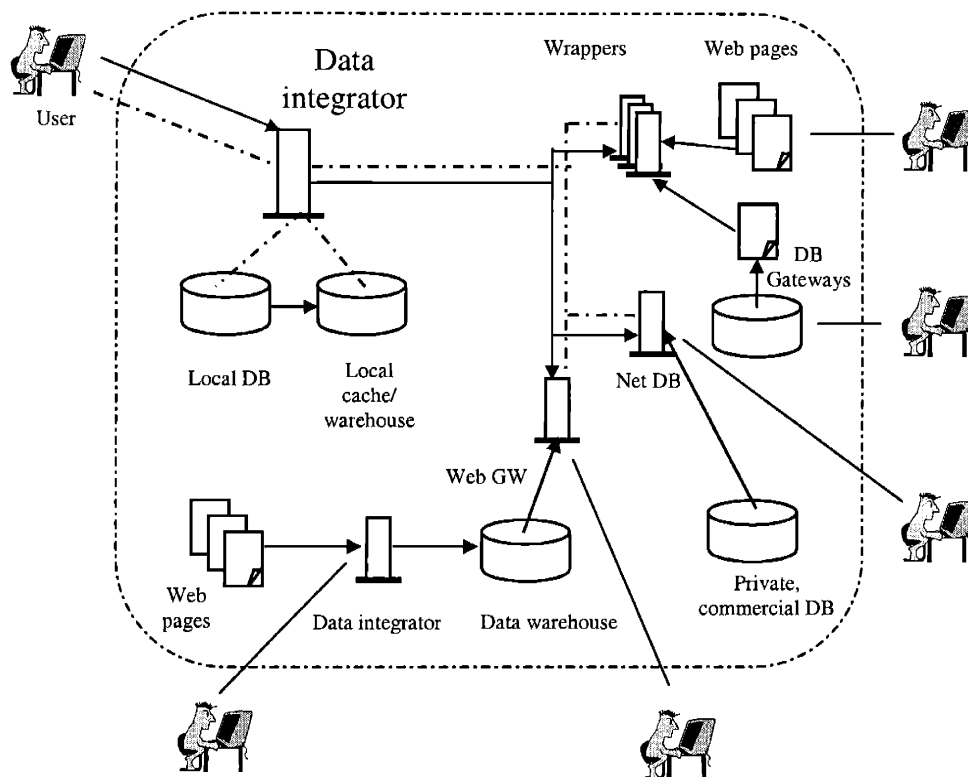 Wrappers
Web pages
Data
integrator
User
DB
Gateways
Local DB
Local
cache/
warehouse
Net DB
Web GW
Web
pages
Data integrator
Data warehouse
Private,
commercial DB